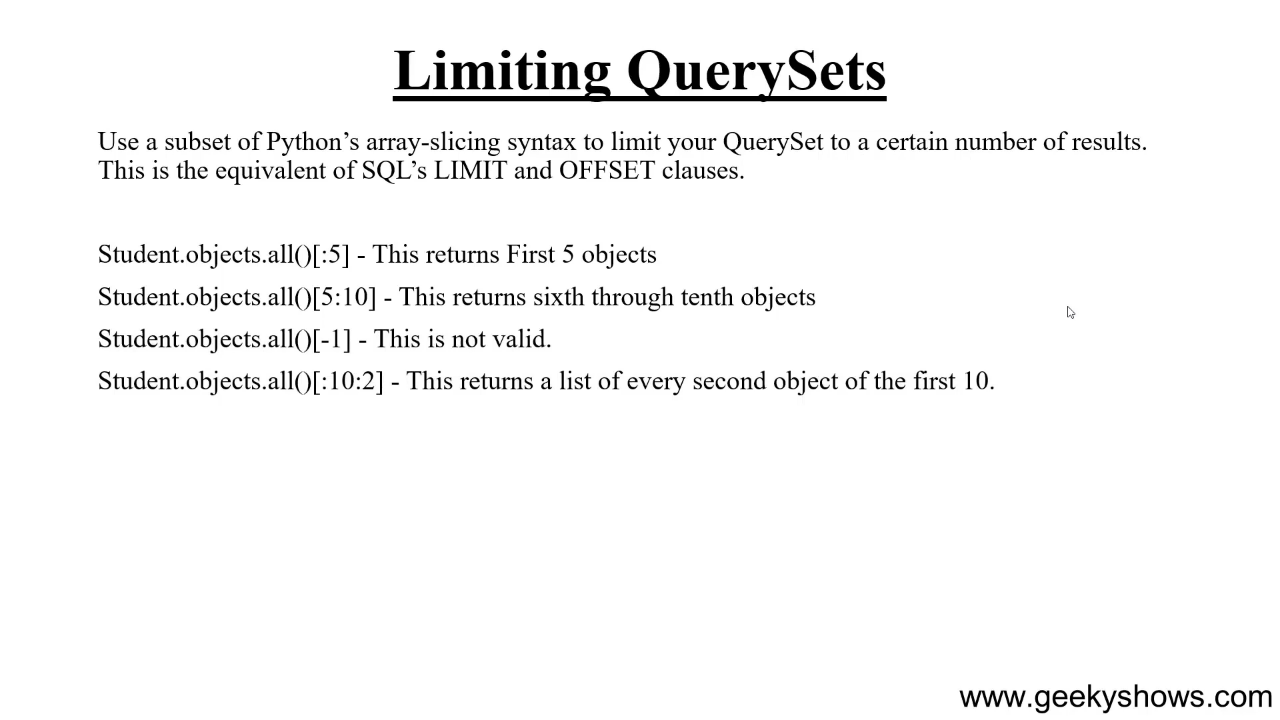 Limiting QuerySets
Use a subset of Python’s array-slicing syntax to limit your QuerySet to a certain number of results.
This is the equivalent of SQL’s LIMIT and OFFSET clauses.
Student.objects.all()[:5] - This returns First 5 objects
Student.objects.all()[5:10] - This returns sixth through tenth objects
Student.objects.all()[-1] - This is not valid.
Student.objects.all()[:10:2] - This returns a list of every second object of the first 10.
www.geekyshows.com